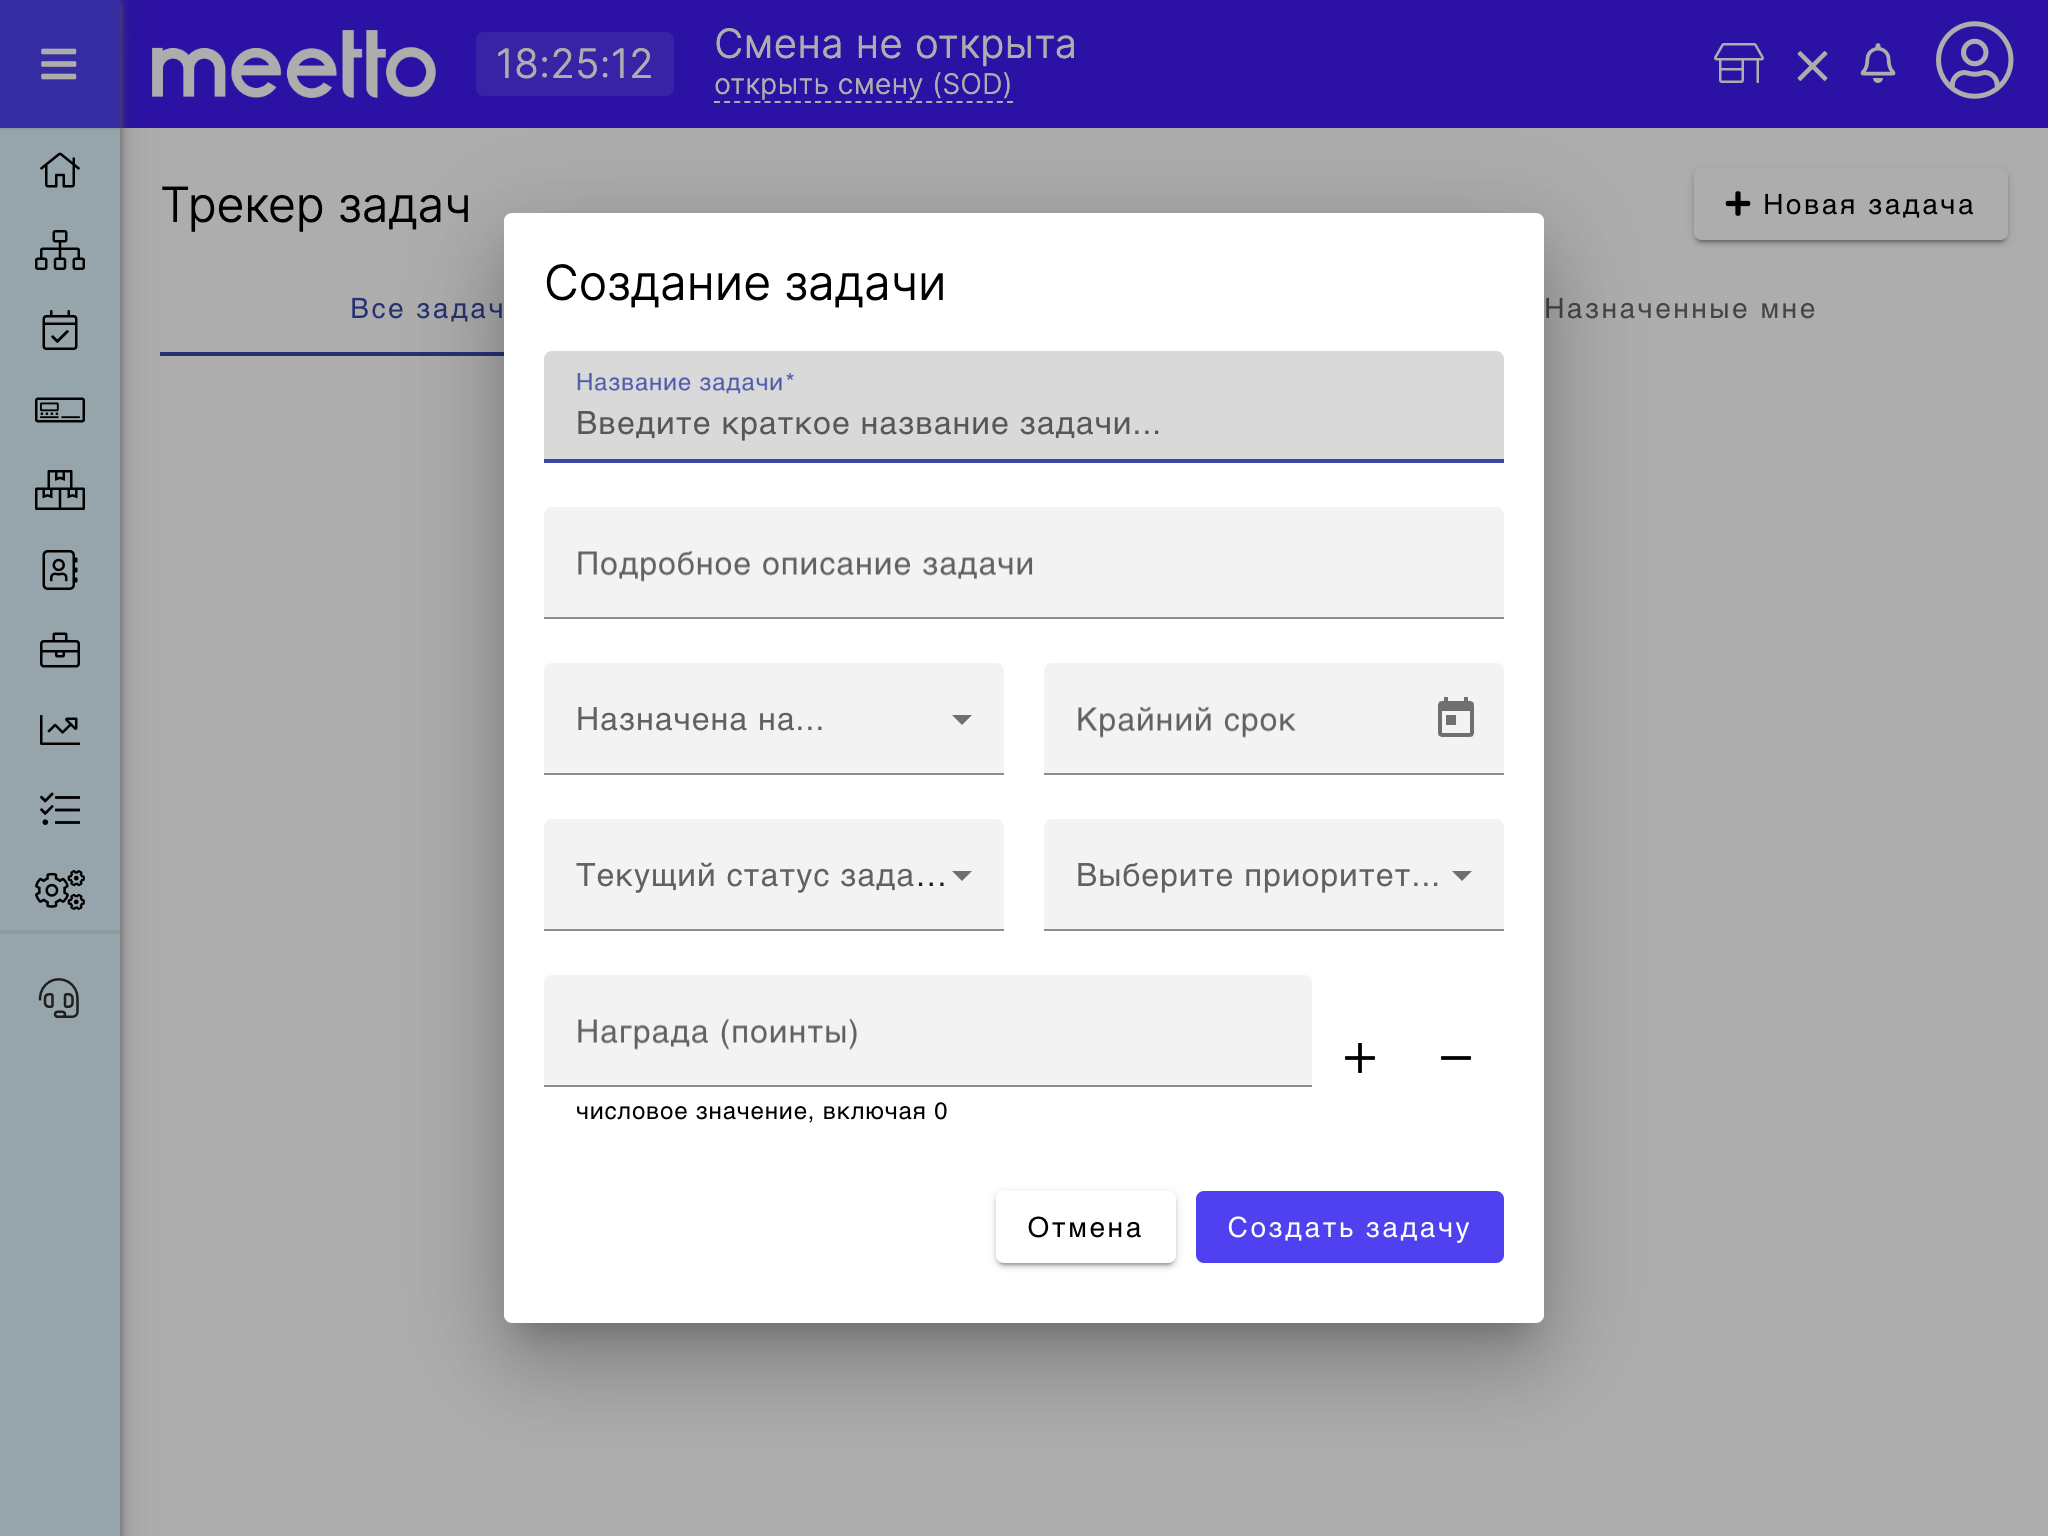 meetto
18:25:12
Смена не открыта
открыть смену (SOD)
Трекер задач
Новая задача
Все задач
Назначенные мне
Создание задачи
Название задачи*
Введите краткое название задачи...
Подробное описание задачи
Назначена на...
Крайний срок
Текущий статус зада...
Выберите приоритет...
Награда (поинты)
числовое значение, включая 0
Отмена
Создать задачу